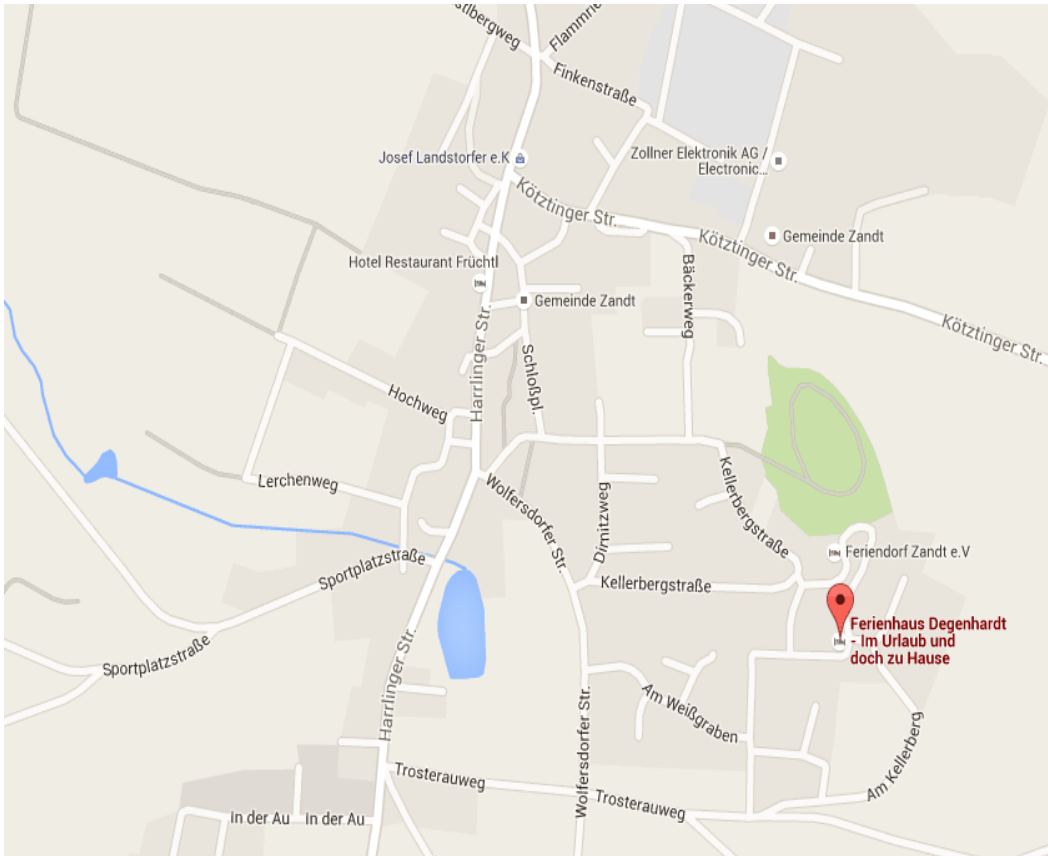 stlbergweg
Flammrie
Finkenstraße
Josef Landstorfer e.K
Zollner Elektronik AG /
Electronic...
Kötztinger Str.
Kötztinger Str.
Gemeinde Zandt
Hotel Restaurant Früchtl
Bäckerweg
Gemeinde Zandt
Kötztinger Str.
Harrlinger Str.
Schloßpl.
Hochweg
Lerchenweg
Wolfersdorfer Str.
Dirnitzweg
Kellerbergstraße
Sportplatzstraße
Feriendorf Zandt e.V
Kellerbergstraße
Ferienhaus Degenhardt
- Im Urlaub und
doch zu Hause
Sportplatzstraße
Harrlinger Str.
Am Weißgraben
Wolfersdorfer Str.
Am Kellerberg
Trosterauweg
Trosterauweg
In der Au
In der Au